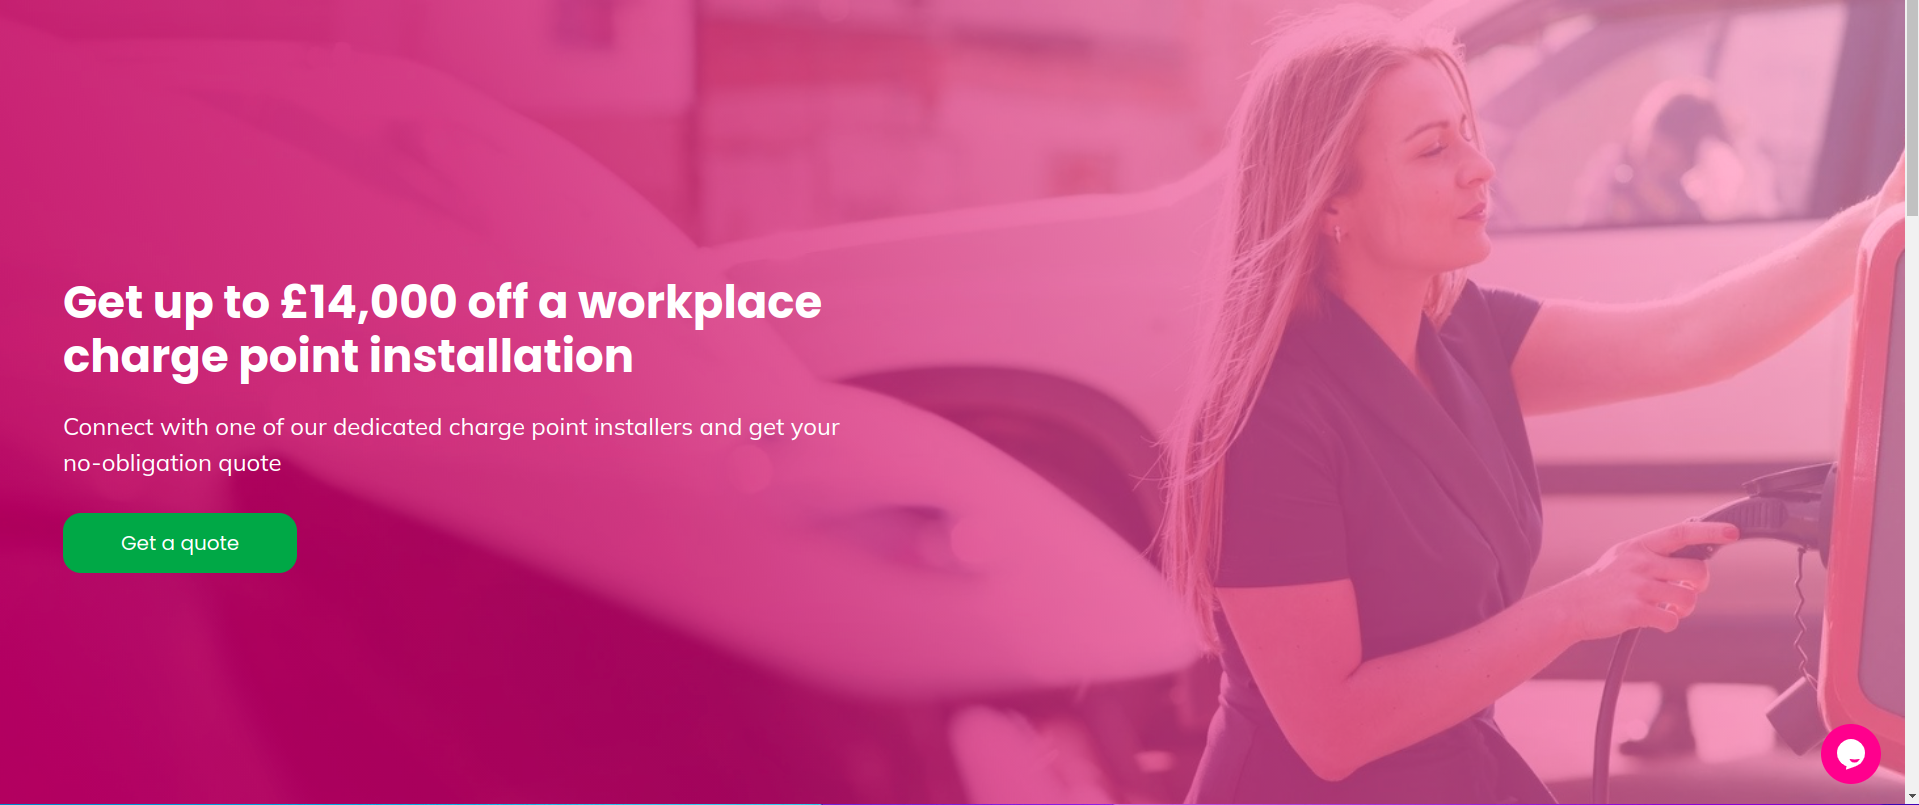 Get up to £14,000 off a workplace
charge point installation
Connect with one of our dedicated charge point installers and get your
no-obligation quote
Get a quote